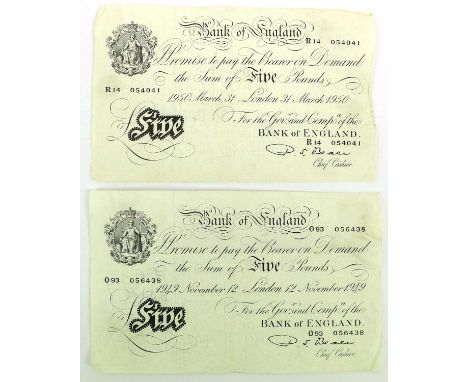 Bank of England
R14 054041
I Promise to pay the Bearer on Demand
the Sum of Five Pounds
R14 054041
1950 March 31 London 31 March 1950
For the Gov.r and Comp.a of the
BANK OF ENGLAND.
R14 054041
£Five
Chief Cashier.
Bank of England
O93 056438
I Promise to pay the Bearer on Demand
the Sum of Five Pounds
O93 056438
1949 November 12 London 12 November 1949
For the Gov.r and Comp.a of the
BANK OF ENGLAND.
O93 056438
£Five
Chief Cashier.